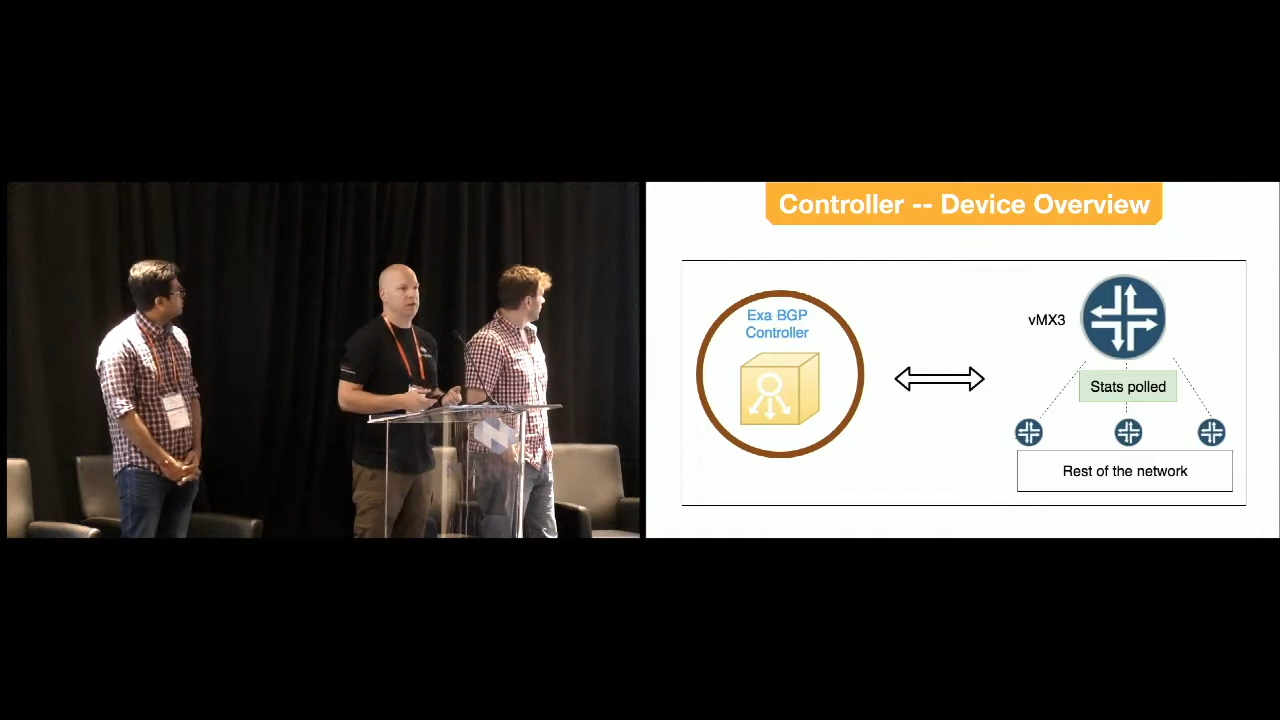 Controller -- Device Overview
Exa BGP
Controller
vMX3
Stats polled
Rest of the network